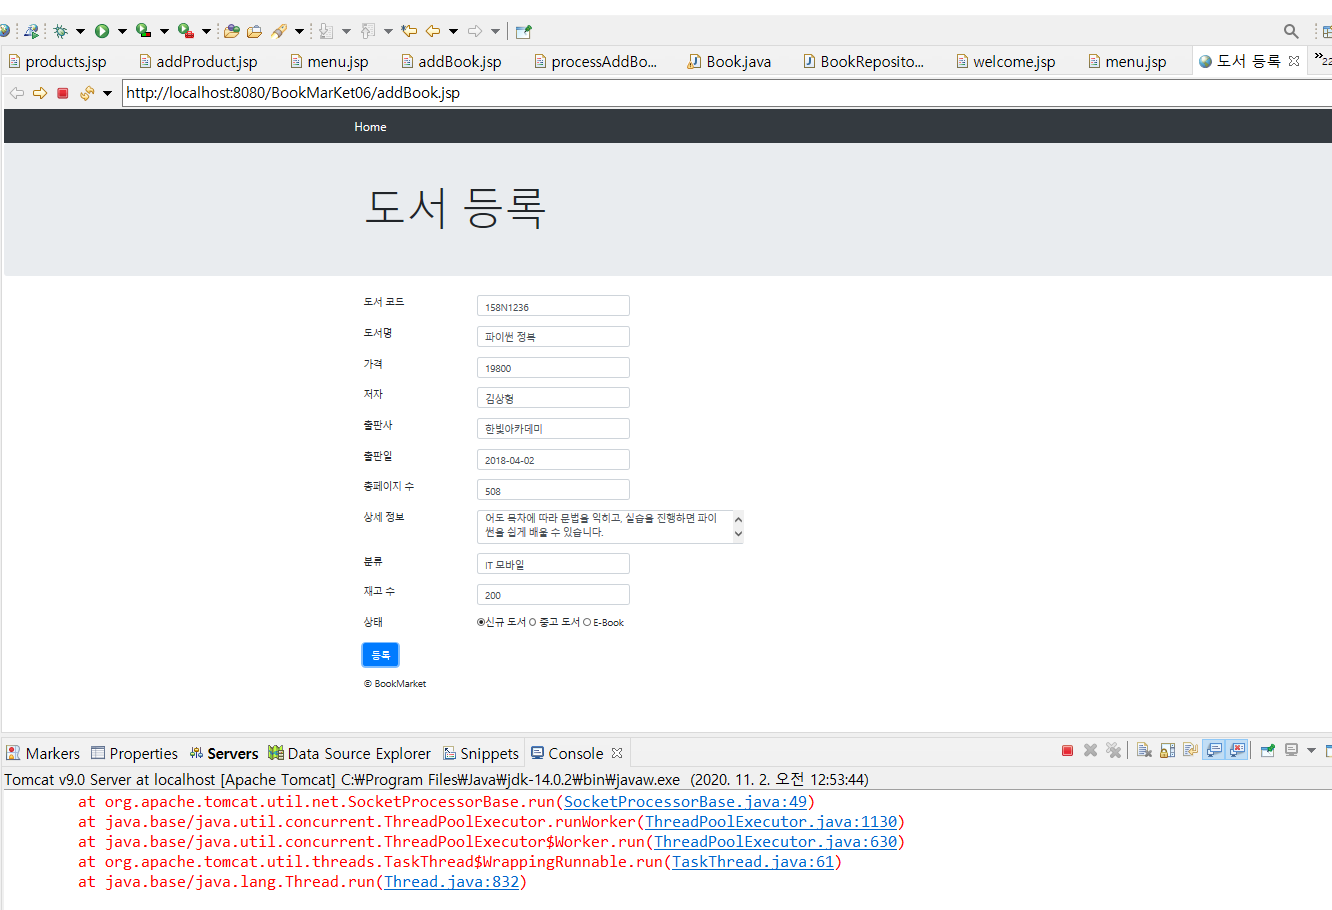 products.jsp addProduct.jsp menu.jsp addBook.jsp processAddBo... Book.java BookReposito... welcome.jsp menu.jsp 도서 등록 »22
http://localhost:8080/BookMarKet06/addBook.jsp
Home
도서 등록
도서 코드 158N1236
도서명 파이썬 정복
가격 19800
저자 김상형
출판사 한빛아카데미
출판일 2018-04-02
총페이지 수 508
상세 정보 어도 목차에 따라 문법을 익히고, 실습을 진행하면 파이
썬을 쉽게 배울 수 있습니다.
분류 IT 모바일
재고 수 200
상태 신규 도서 중고 도서 E-Book
등록
© BookMarket
Markers Properties Servers Data Source Explorer Snippets Console
Tomcat v9.0 Server at localhost [Apache Tomcat] C:₩Program Files₩Java₩jdk-14.0.2₩bin₩javaw.exe (2020. 11. 2. 오전 12:53:44)
at org.apache.tomcat.util.net.SocketProcessorBase.run(SocketProcessorBase.java:49)
at java.base/java.util.concurrent.ThreadPoolExecutor.runWorker(ThreadPoolExecutor.java:1130)
at java.base/java.util.concurrent.ThreadPoolExecutor$Worker.run(ThreadPoolExecutor.java:630)
at org.apache.tomcat.util.threads.TaskThread$WrappingRunnable.run(TaskThread.java:61)
at java.base/java.lang.Thread.run(Thread.java:832)